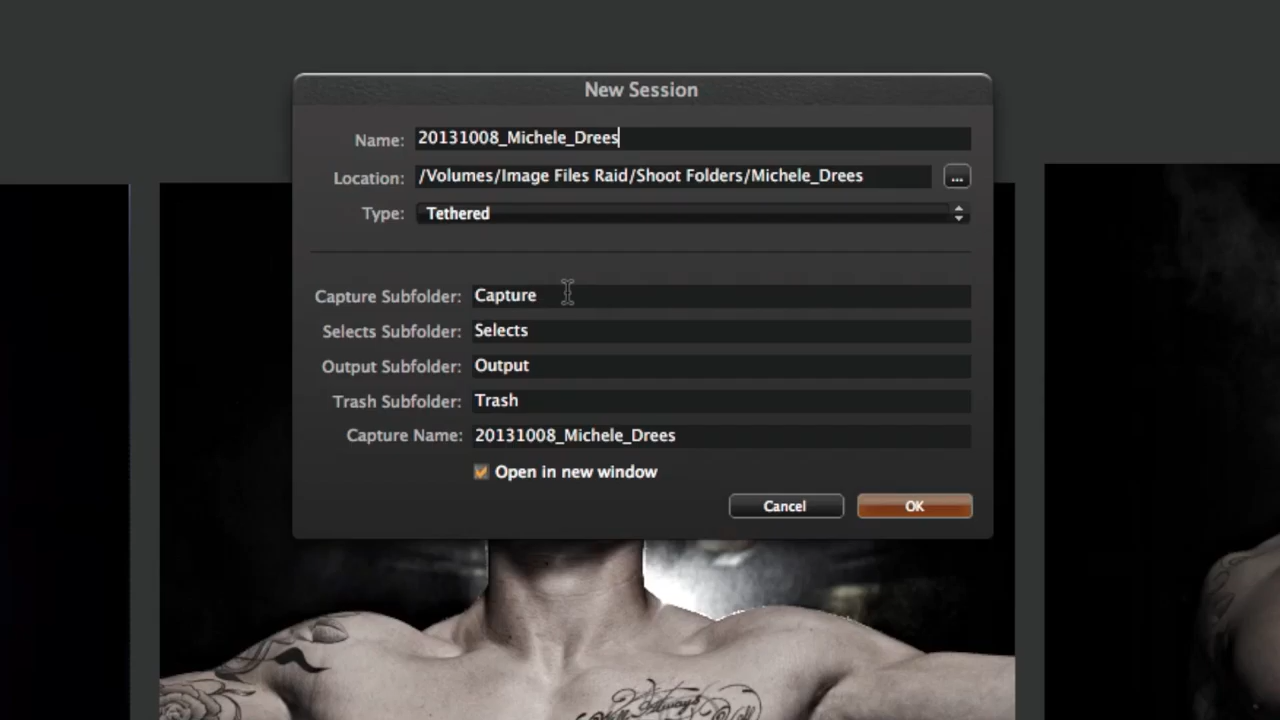 New Session
Name: 20131008_Michele_Drees
Location: /Volumes/Image Files Raid/Shoot Folders/Michele_Drees ...
Type: Tethered
Capture Subfolder: Capture
Selects Subfolder: Selects
Output Subfolder: Output
Trash Subfolder: Trash
Capture Name: 20131008_Michele_Drees
Open in new window
Cancel OK
Always